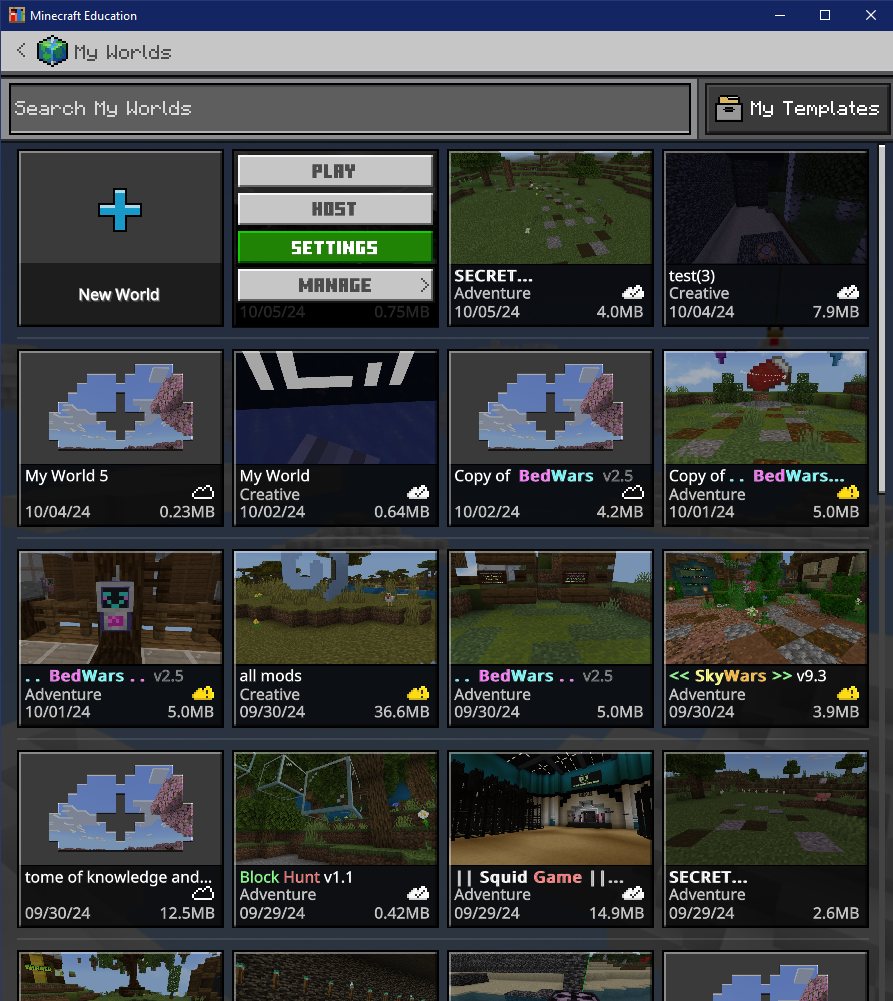 Minecraft Education
My Worlds
Search My Worlds
My Templates
New World
PLAY
HOST
SETTINGS
MANAGE
10/05/24 0.75MB
SECRET...
Adventure
10/05/24 4.0MB
test(3)
Creative
10/04/24 7.9MB
My World 5
10/04/24 0.23MB
My World
Creative
10/02/24 0.64MB
Copy of BedWars v2.5
10/02/24 4.2MB
Copy of . . BedWars...
Adventure
10/01/24 5.0MB
. . BedWars . . v2.5
Adventure
10/01/24 5.0MB
all mods
Creative
09/30/24 36.6MB
. . BedWars . . v2.5
Adventure
09/30/24 5.0MB
<< SkyWars >> v9.3
Adventure
09/30/24 3.9MB
tome of knowledge and...
09/30/24 12.5MB
Block Hunt v1.1
Adventure
09/29/24 0.42MB
|| Squid Game ||...
Adventure
09/29/24 14.9MB
SECRET...
Adventure
09/29/24 2.6MB